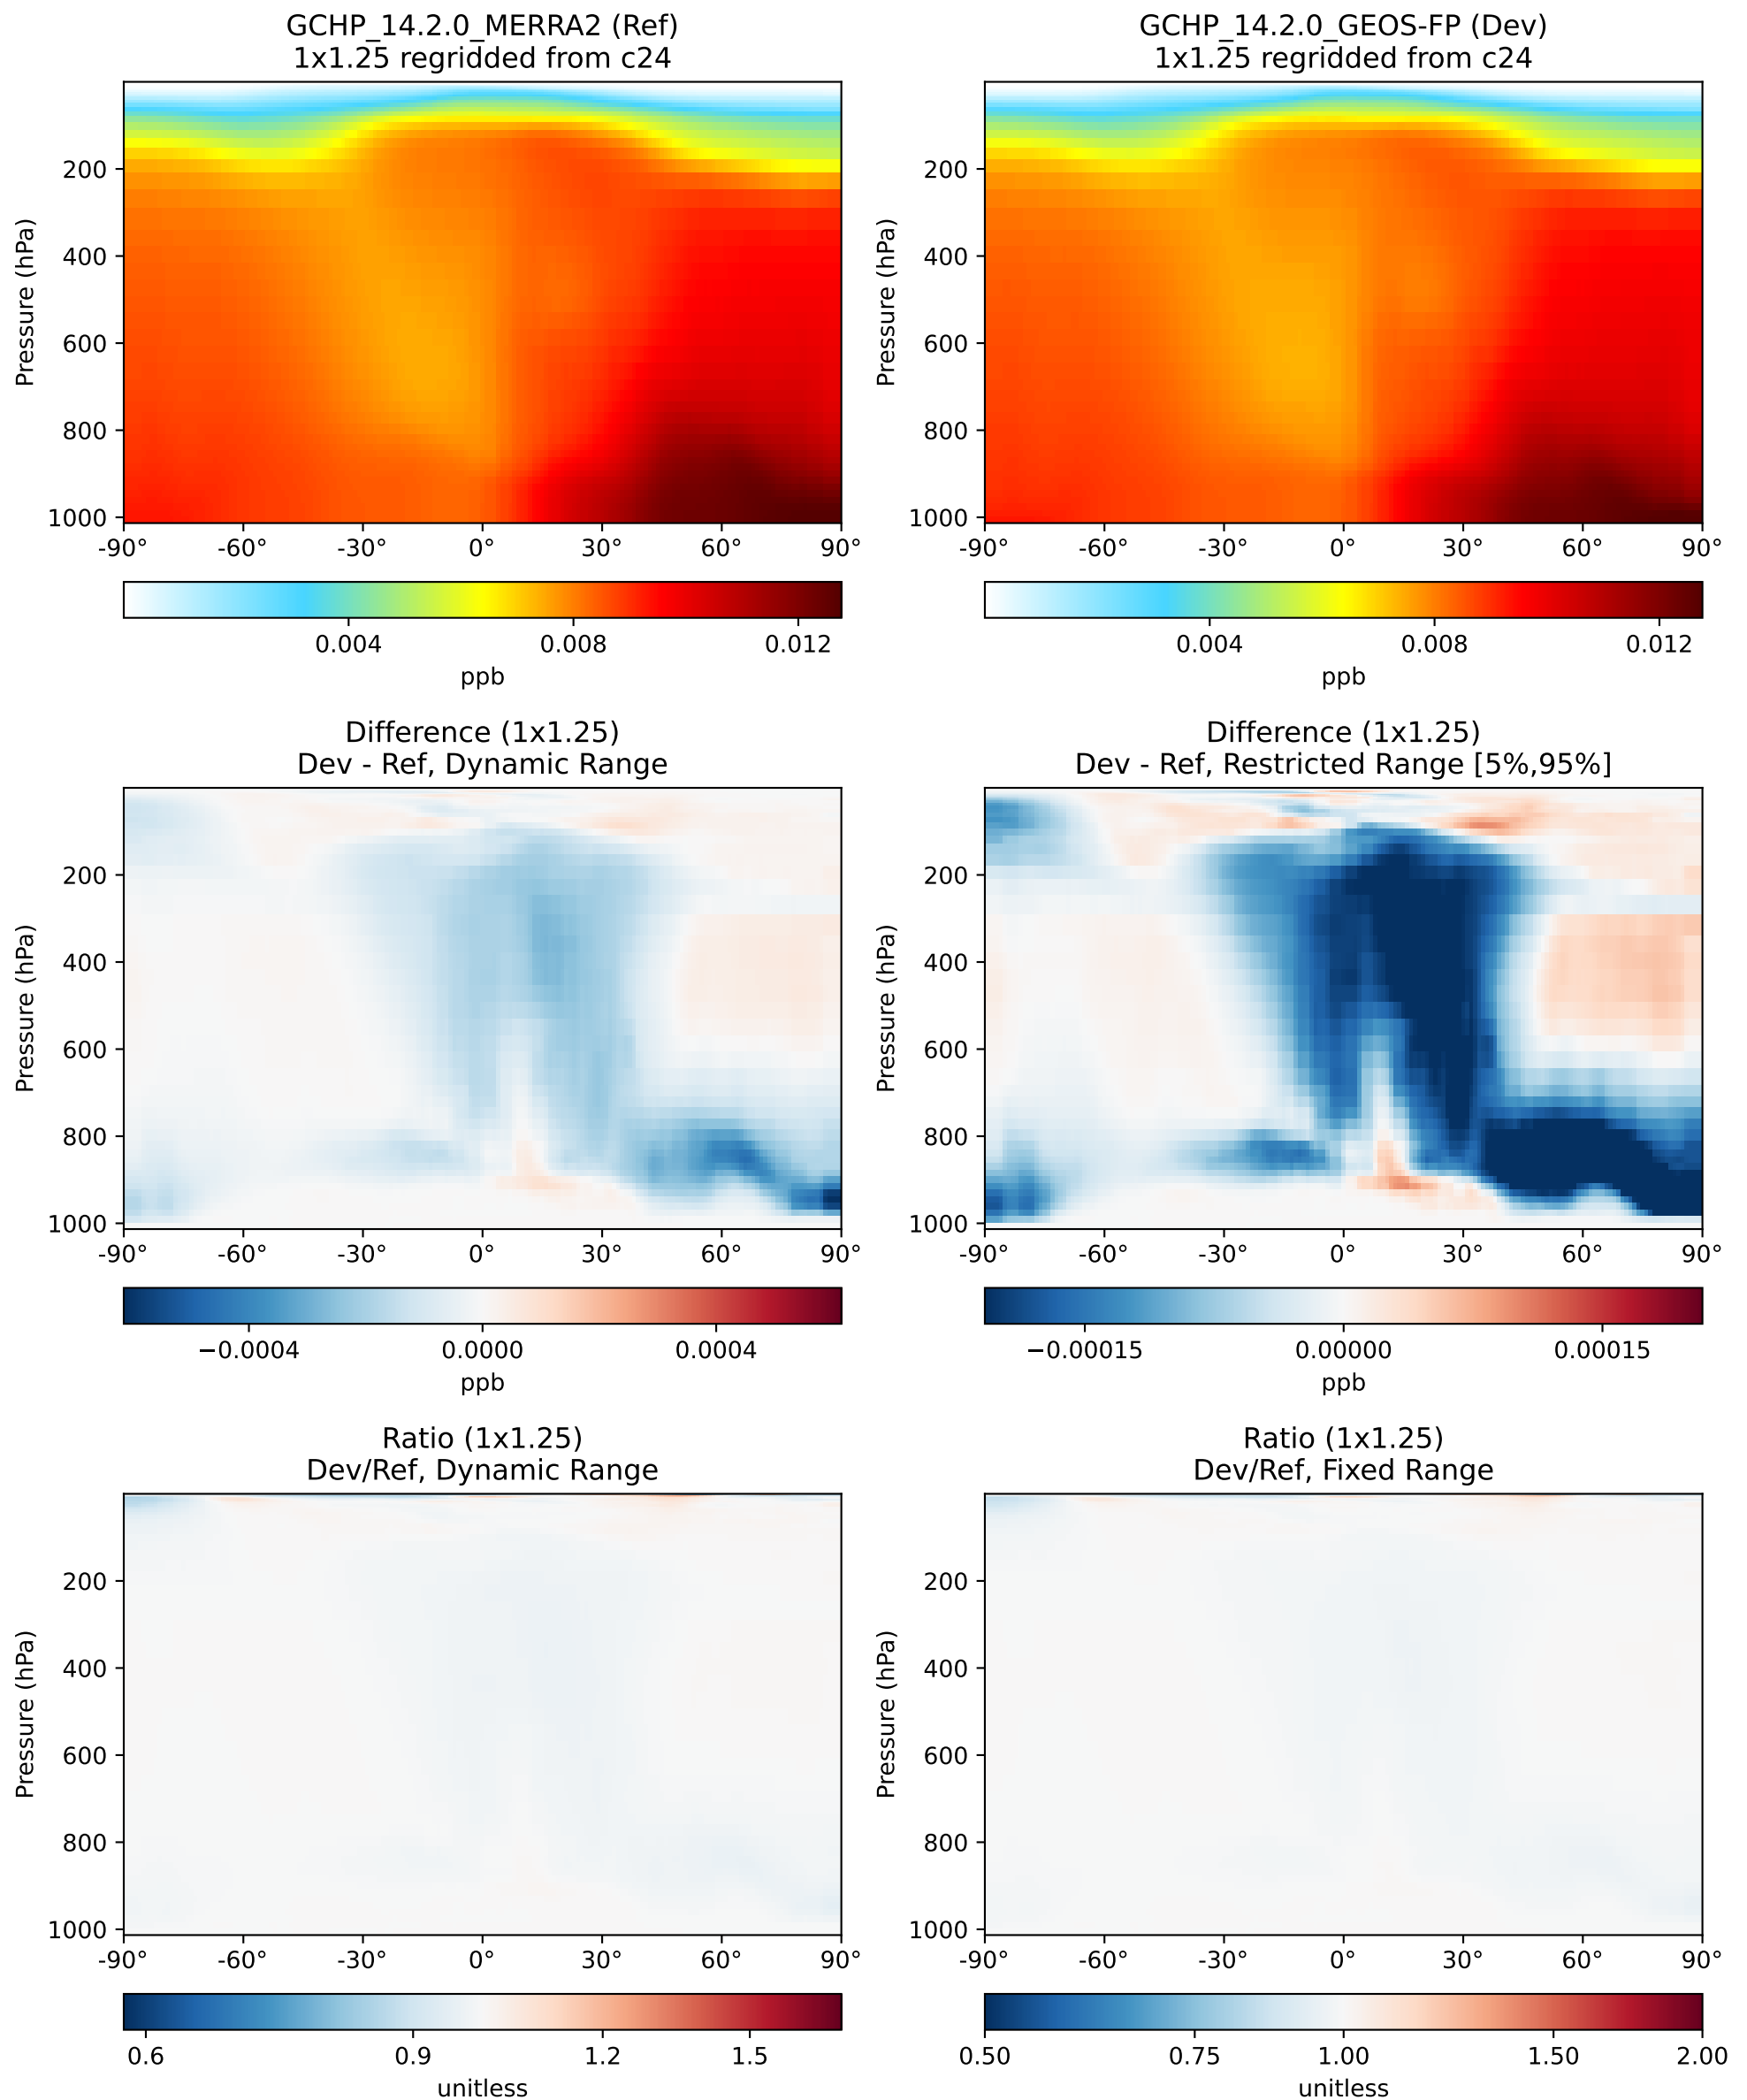 GCHP_14.2.0_MERRA2 (Ref)
1x1.25 regridded from c24
Pressure (hPa)
200
400
600
800
1000
-90° -60° -30° 0° 30° 60° 90°
0.004 0.008 0.012
ppb
GCHP_14.2.0_GEOS-FP (Dev)
1x1.25 regridded from c24
Pressure (hPa)
200
400
600
800
1000
-90° -60° -30° 0° 30° 60° 90°
0.004 0.008 0.012
ppb
Difference (1x1.25)
Dev - Ref, Dynamic Range
Pressure (hPa)
200
400
600
800
1000
-90° -60° -30° 0° 30° 60° 90°
−0.0004 0.0000 0.0004
ppb
Difference (1x1.25)
Dev - Ref, Restricted Range [5%,95%]
Pressure (hPa)
200
400
600
800
1000
-90° -60° -30° 0° 30° 60° 90°
−0.00015 0.00000 0.00015
ppb
Ratio (1x1.25)
Dev/Ref, Dynamic Range
Pressure (hPa)
200
400
600
800
1000
-90° -60° -30° 0° 30° 60° 90°
0.6 0.9 1.2 1.5
unitless
Ratio (1x1.25)
Dev/Ref, Fixed Range
Pressure (hPa)
200
400
600
800
1000
-90° -60° -30° 0° 30° 60° 90°
0.50 0.75 1.00 1.50 2.00
unitless